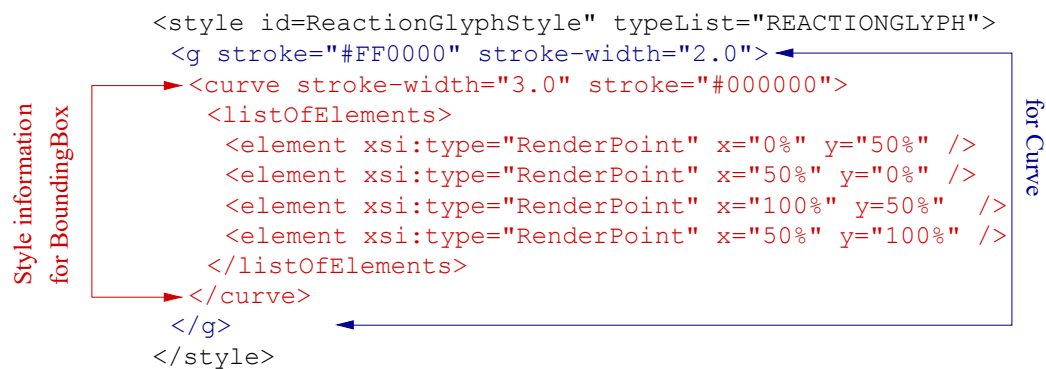 <style id=ReactionGlyphStyle" typeList="REACTIONGLYPH">
<g stroke="#FF0000" stroke-width="2.0">
<curve stroke-width="3.0" stroke="#000000">
<listOfElements>
<element xsi:type="RenderPoint" x="0%" y="50%" />
<element xsi:type="RenderPoint" x="50%" y="0%" />
<element xsi:type="RenderPoint" x="100%" y=50%" />
<element xsi:type="RenderPoint" x="50%" y="100%" />
</listOfElements>
</curve>
</g>
</style>
Style information
for BoundingBox
for Curve